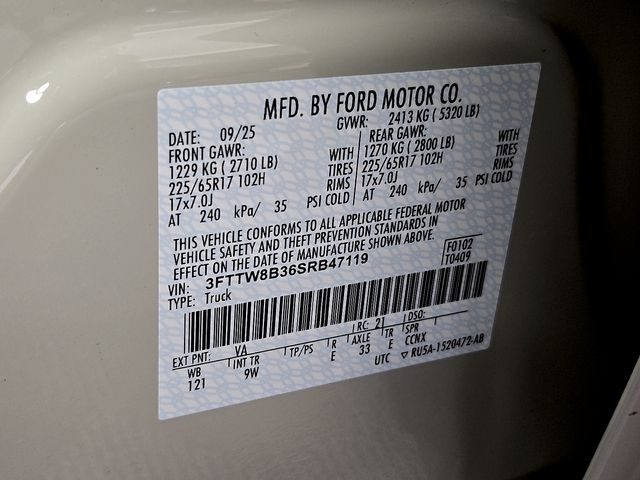 MFD. BY FORD MOTOR CO.
DATE: 09/25 GVWR: 2413 KG ( 5320 LB)
FRONT GAWR: REAR GAWR:
1229 KG ( 2710 LB) WITH 1270 KG ( 2800 LB) WITH
225/65R17 102H TIRES 225/65R17 102H TIRES
17x7.0J RIMS 17x7.0J RIMS
AT 240 kPa/ 35 PSI COLD AT 240 kPa/ 35 PSI COLD
THIS VEHICLE CONFORMS TO ALL APPLICABLE FEDERAL MOTOR
VEHICLE SAFETY AND THEFT PREVENTION STANDARDS IN
EFFECT ON THE DATE OF MANUFACTURE SHOWN ABOVE.
VIN: 3FTTW8B36SRB47119 F0102
TYPE: Truck T0409
EXT PNT: VA RC: 21 DSO:
WB INT TR TP/PS R AXLE TR SPR
121 9W E 33 E CCNX
UTC ▽ RU5A-1520472-AB